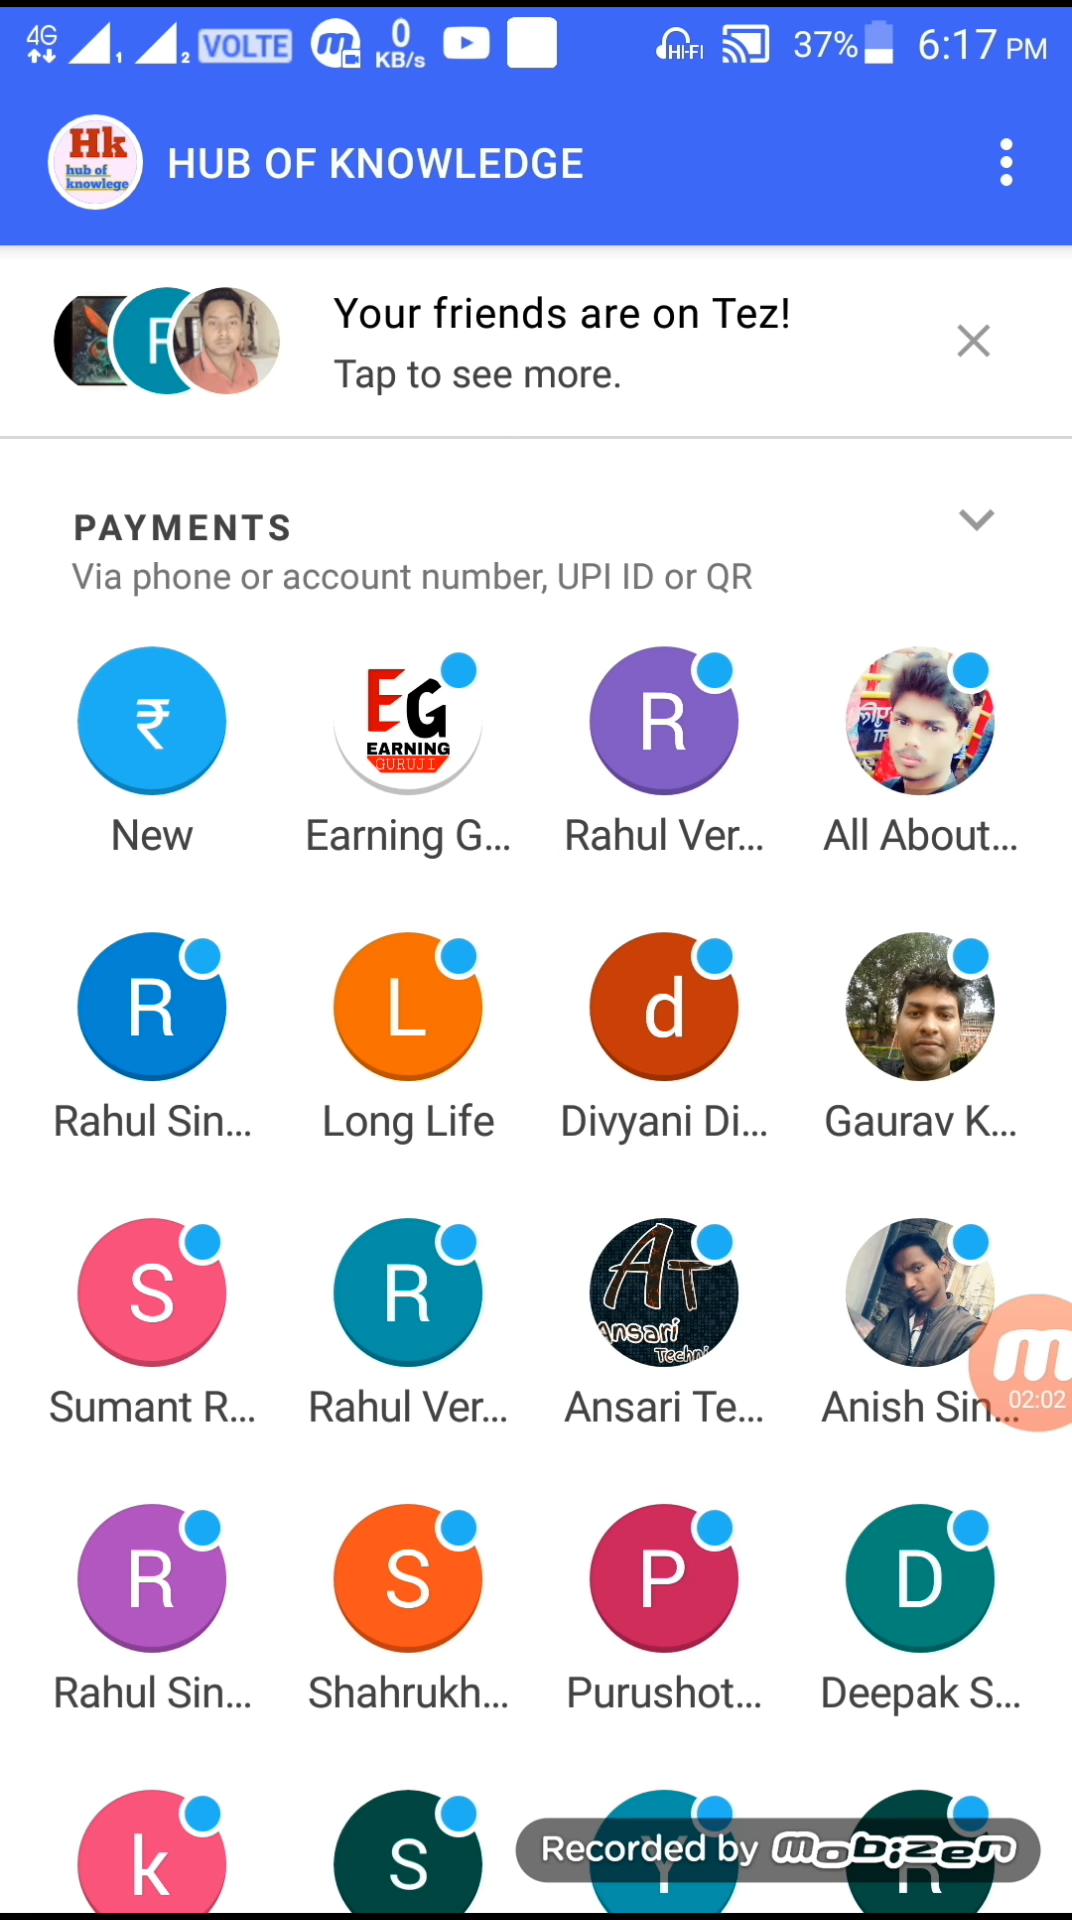 4G 1 2 VOLTE 0 KB/s HI-FI 37% 6:17 PM
Hk hub of knowlege HUB OF KNOWLEDGE
R
Your friends are on Tez!
Tap to see more.
PAYMENTS
Via phone or account number, UPI ID or QR
₹ EG EARNING GURUJI R
New Earning G... Rahul Ver... All About...
R L d
Rahul Sin... Long Life Divyani Di... Gaurav K...
S R AT Ansari Techni
Sumant R... Rahul Ver... Ansari Te... Anish Sin...
m 02:02
R S P D
Rahul Sin... Shahrukh... Purushot... Deepak S...
k S Y R
Recorded by mobizen